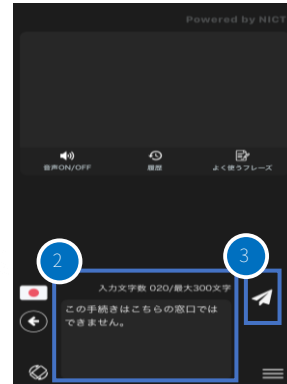 Powered by NICT
音声ON/OFF
履歴
よく使うフレーズ
2
3
入力文字数 020/最大300文字
この手続きはこちらの窓口では
できません。